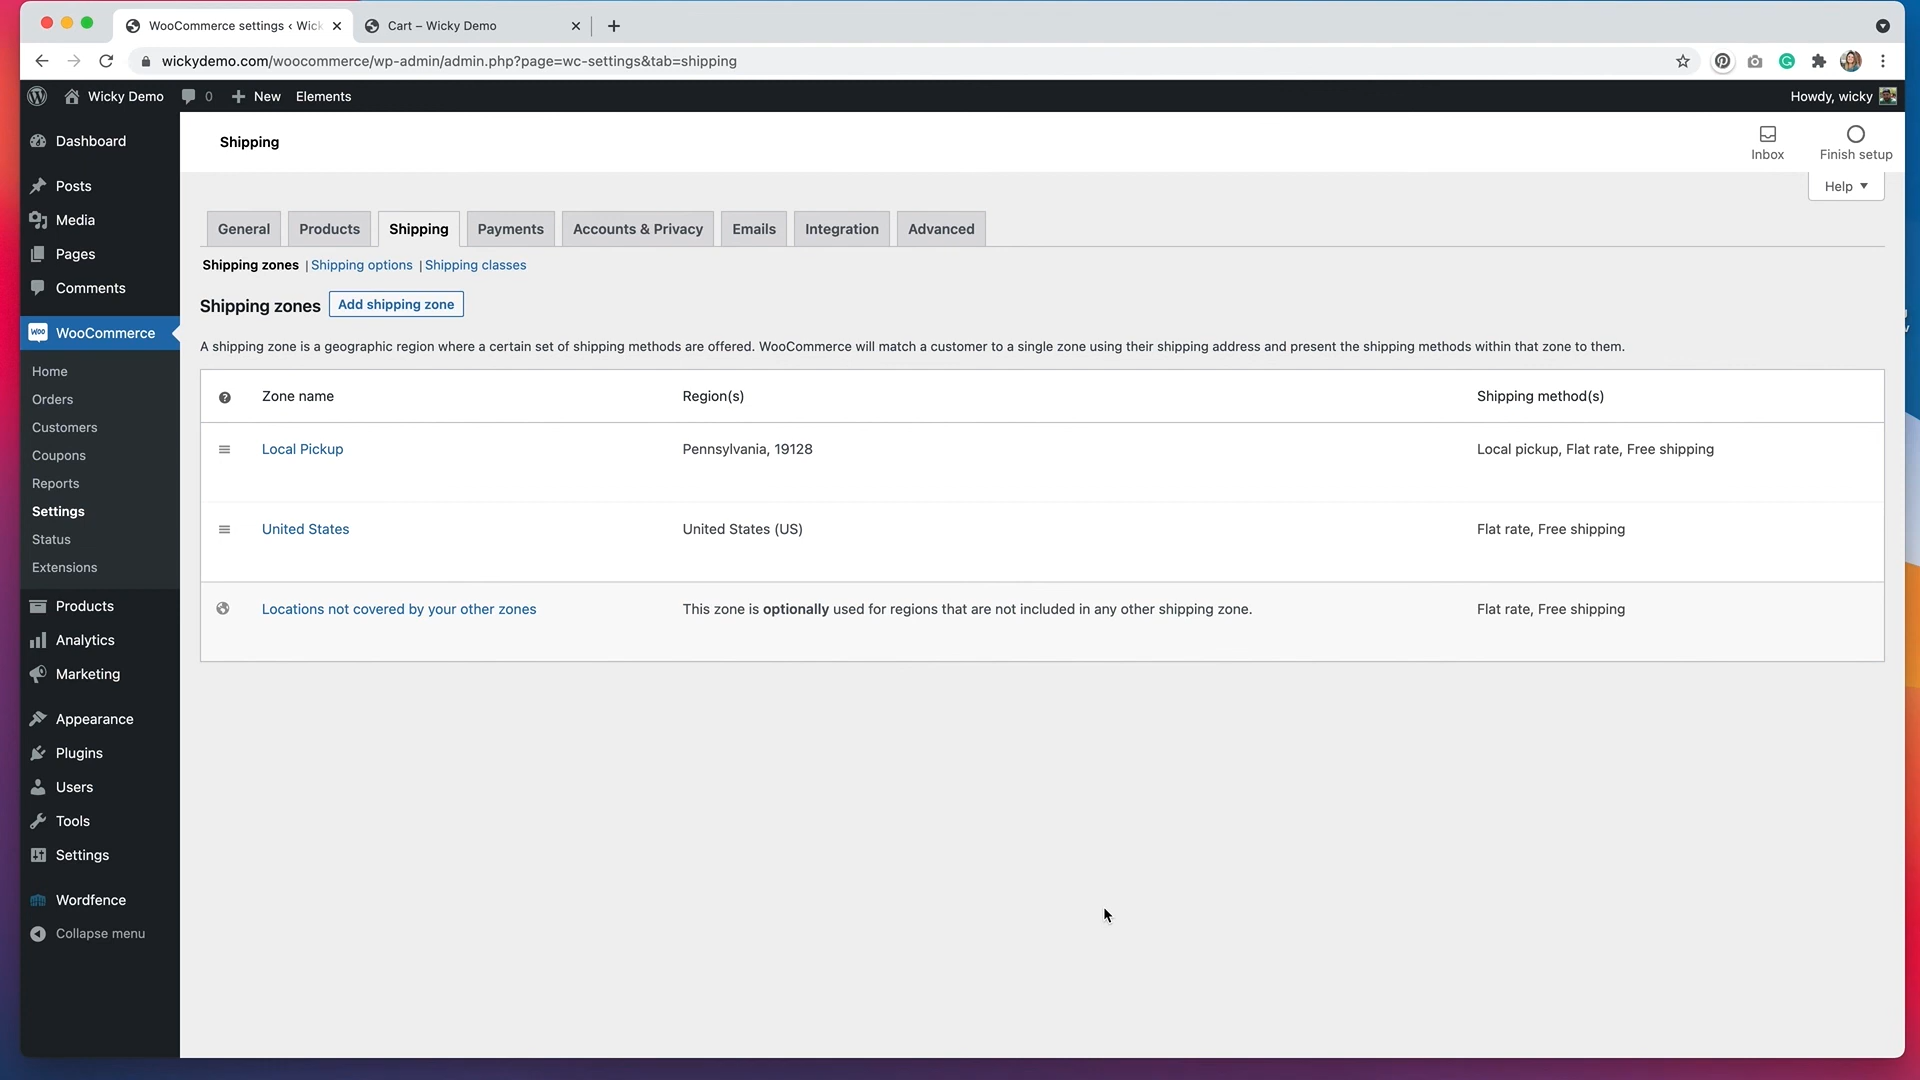 WooCommerce settings ‹ Wick
Cart – Wicky Demo
wickydemo.com/woocommerce/wp-admin/admin.php?page=wc-settings&tab=shipping
Wicky Demo 0 New Elements
Howdy, wicky
Dashboard
Posts
Media
Pages
Comments
WooCommerce
Home
Orders
Customers
Coupons
Reports
Settings
Status
Extensions
Products
Analytics
Marketing
Appearance
Plugins
Users
Tools
Settings
Wordfence
Collapse menu
Shipping
Inbox
Finish setup
Help
General Products Shipping Payments Accounts & Privacy Emails Integration Advanced
Shipping zones | Shipping options | Shipping classes
Shipping zones Add shipping zone
A shipping zone is a geographic region where a certain set of shipping methods are offered. WooCommerce will match a customer to a single zone using their shipping address and present the shipping methods within that zone to them.
Zone name Region(s) Shipping method(s)
Local Pickup Pennsylvania, 19128 Local pickup, Flat rate, Free shipping
United States United States (US) Flat rate, Free shipping
Locations not covered by your other zones This zone is optionally used for regions that are not included in any other shipping zone. Flat rate, Free shipping